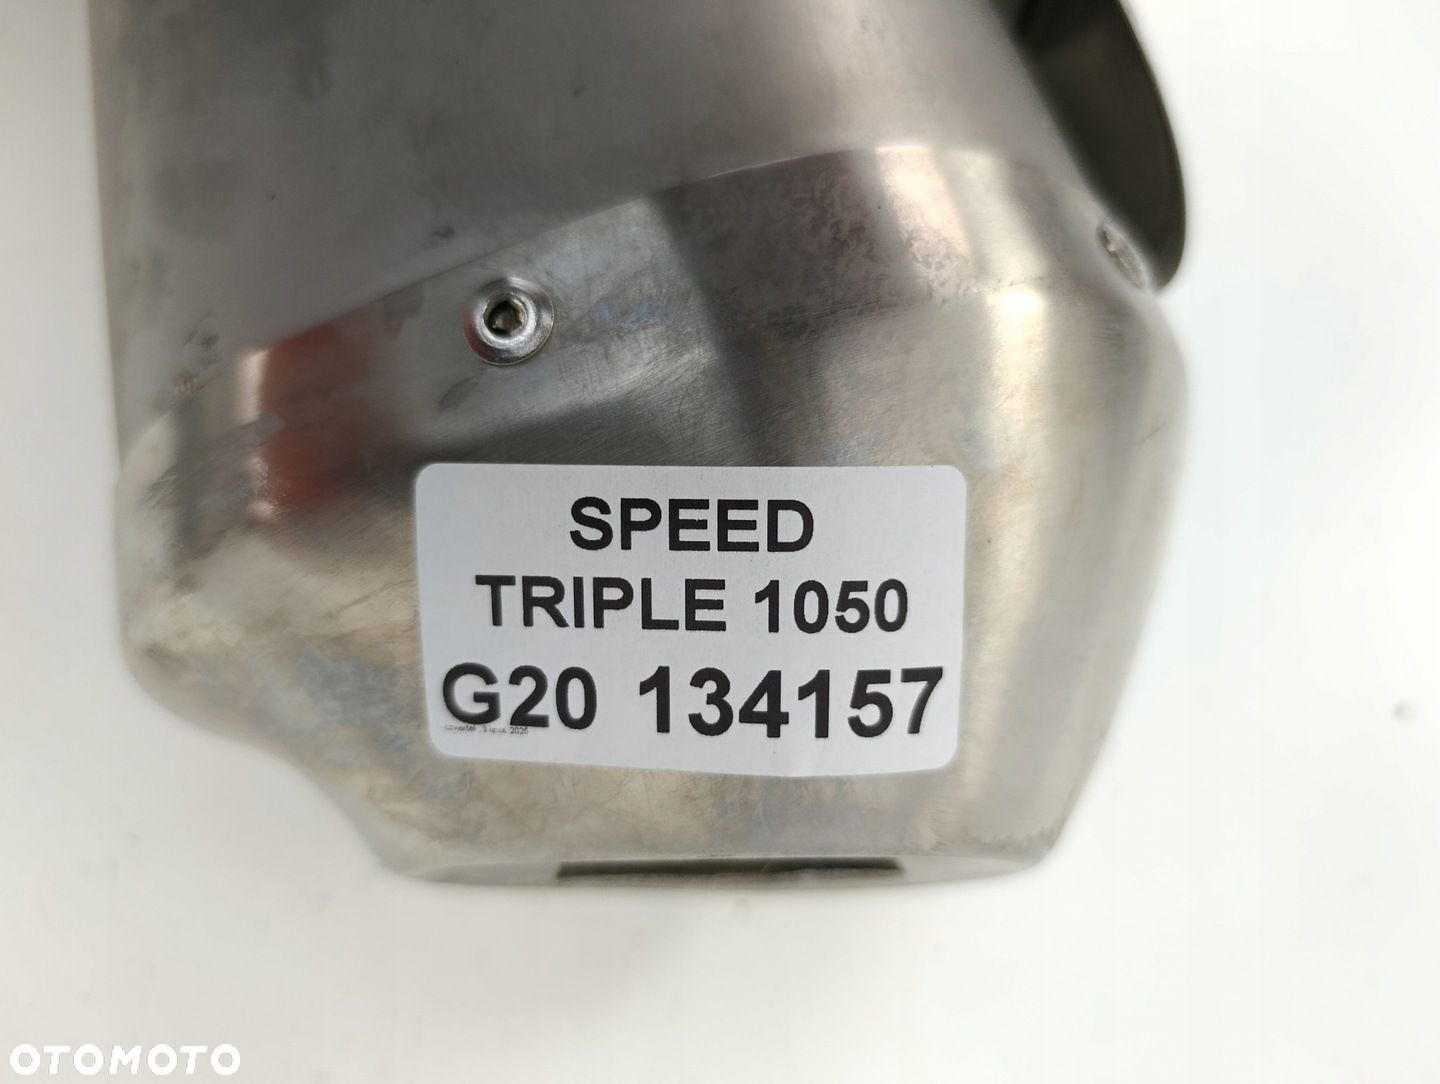 SPEED
TRIPLE 1050
G20 134157
OTOMOTO